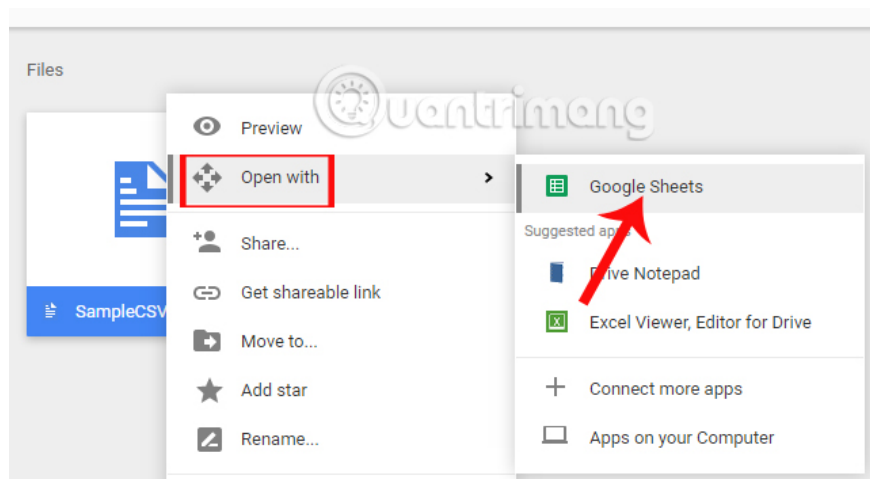 Files
Quantrimang
Preview
Open with
Share...
Get shareable link
Move to...
Add star
Rename...
SampleCSV
Google Sheets
Suggested apps
Drive Notepad
Excel Viewer, Editor for Drive
Connect more apps
Apps on your Computer